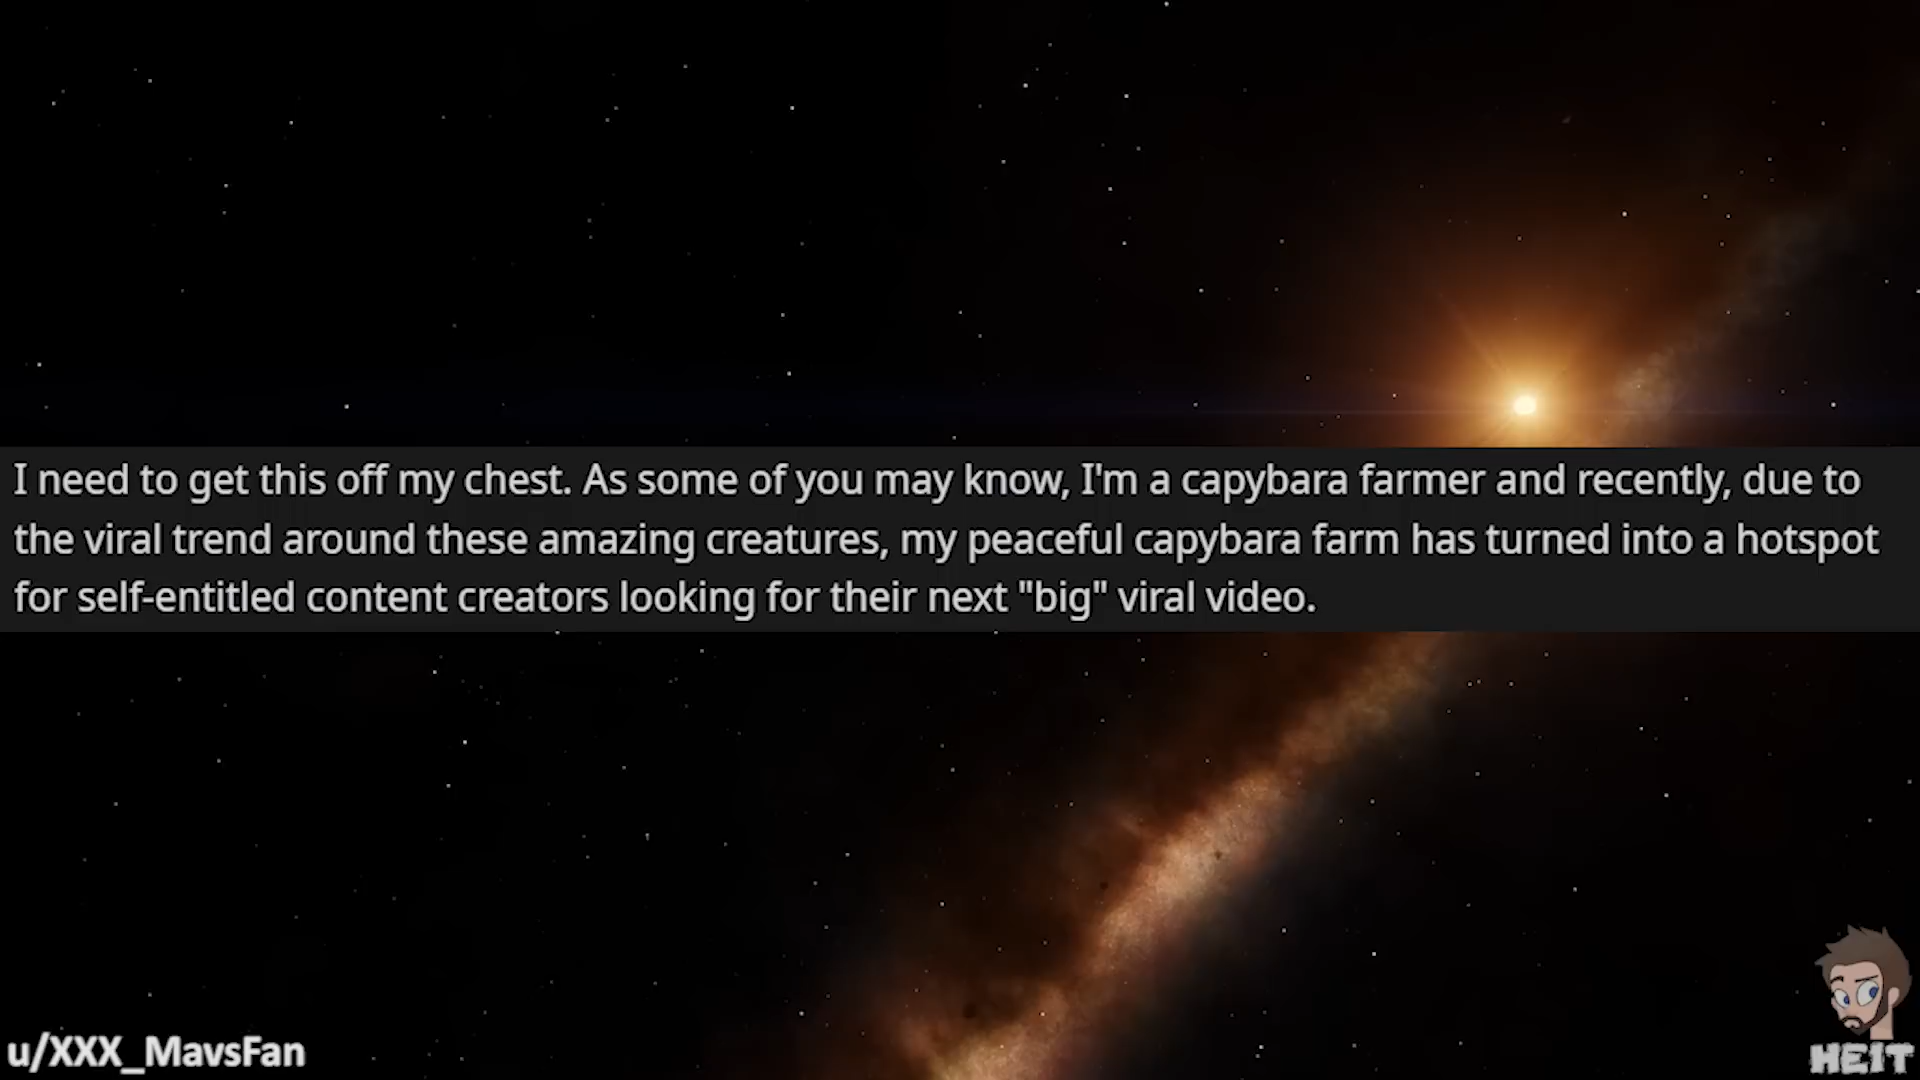 I need to get this off my chest. As some of you may know, I'm a capybara farmer and recently, due to
the viral trend around these amazing creatures, my peaceful capybara farm has turned into a hotspot
for self-entitled content creators looking for their next "big" viral video.
u/XXX_MavsFan
HE1T